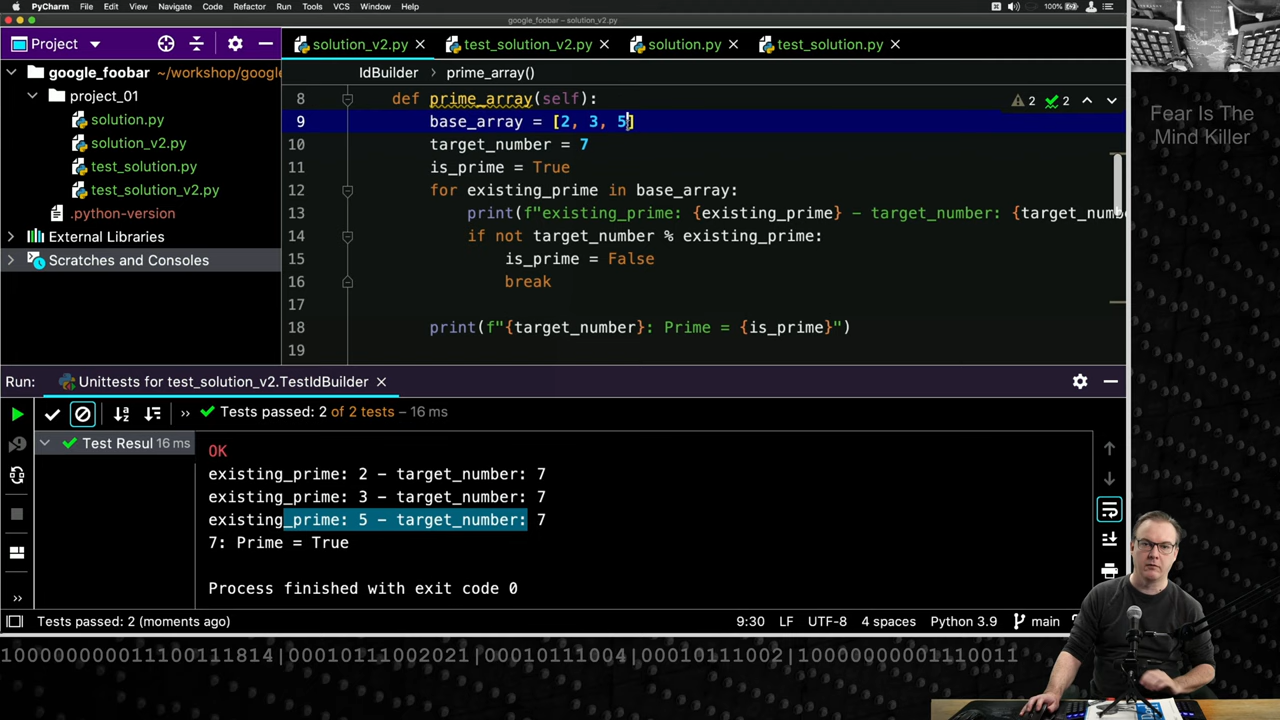 PyCharm File Edit View Navigate Code Refactor Run Tools VCS Window Help 100%
google_foobar – solution_v2.py
Project
solution_v2.py
test_solution_v2.py
solution.py
test_solution.py
google_foobar ~/workshop/google
project_01
solution.py
solution_v2.py
test_solution.py
test_solution_v2.py
.python-version
External Libraries
Scratches and Consoles
IdBuilder prime_array()
2 2
8 def prime_array(self):
9 base_array = [2, 3, 5]
10 target_number = 7
11 is_prime = True
12 for existing_prime in base_array:
13 print(f"existing_prime: {existing_prime} - target_number: {target_numb
14 if not target_number % existing_prime:
15 is_prime = False
16 break
17
18 print(f"{target_number}: Prime = {is_prime}")
19
Fear Is The
Mind Killer
Run: Unittests for test_solution_v2.TestIdBuilder
Tests passed: 2 of 2 tests – 16 ms
Test Resul 16 ms
OK
existing_prime: 2 - target_number: 7
existing_prime: 3 - target_number: 7
existing_prime: 5 - target_number: 7
7: Prime = True
Process finished with exit code 0
Tests passed: 2 (moments ago)
9:30 LF UTF-8 4 spaces Python 3.9 main